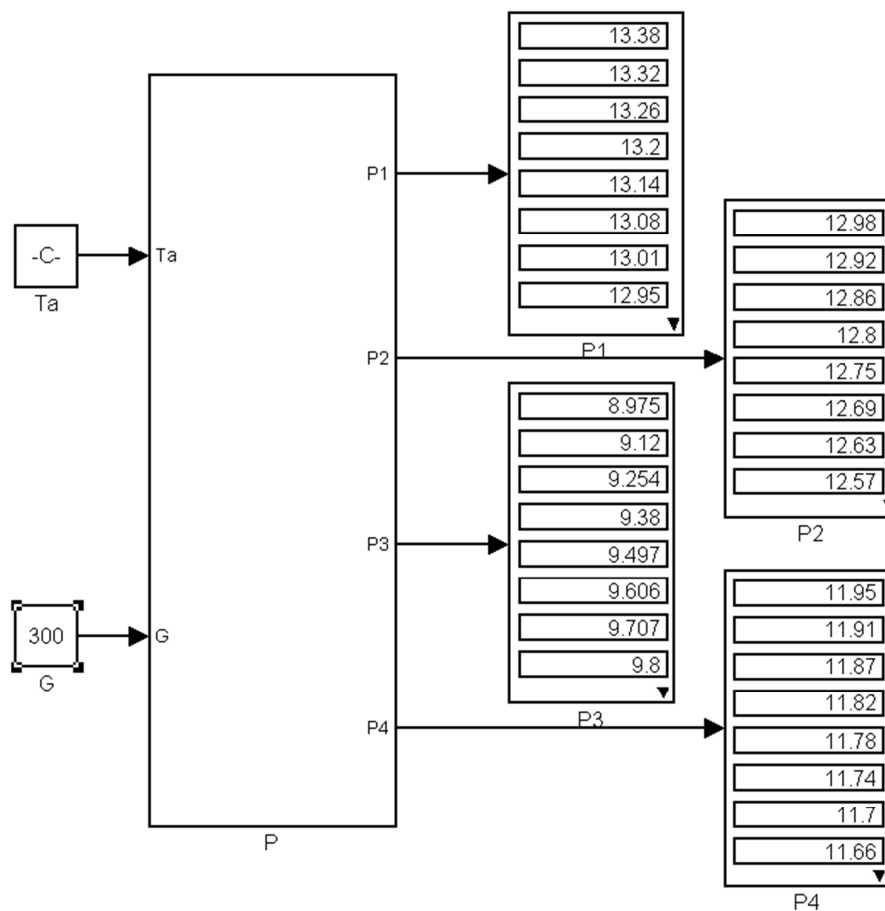 13.38
13.32
13.26
13.2
13.14
13.08
13.01
12.95
P1
12.98
12.92
12.86
12.8
12.75
12.69
12.63
12.57
P2
8.975
9.12
9.254
9.38
9.497
9.606
9.707
9.8
P3
11.95
11.91
11.87
11.82
11.78
11.74
11.7
11.66
P4
-C-
Ta
300
G
Ta
G
P1
P2
P3
P4
P